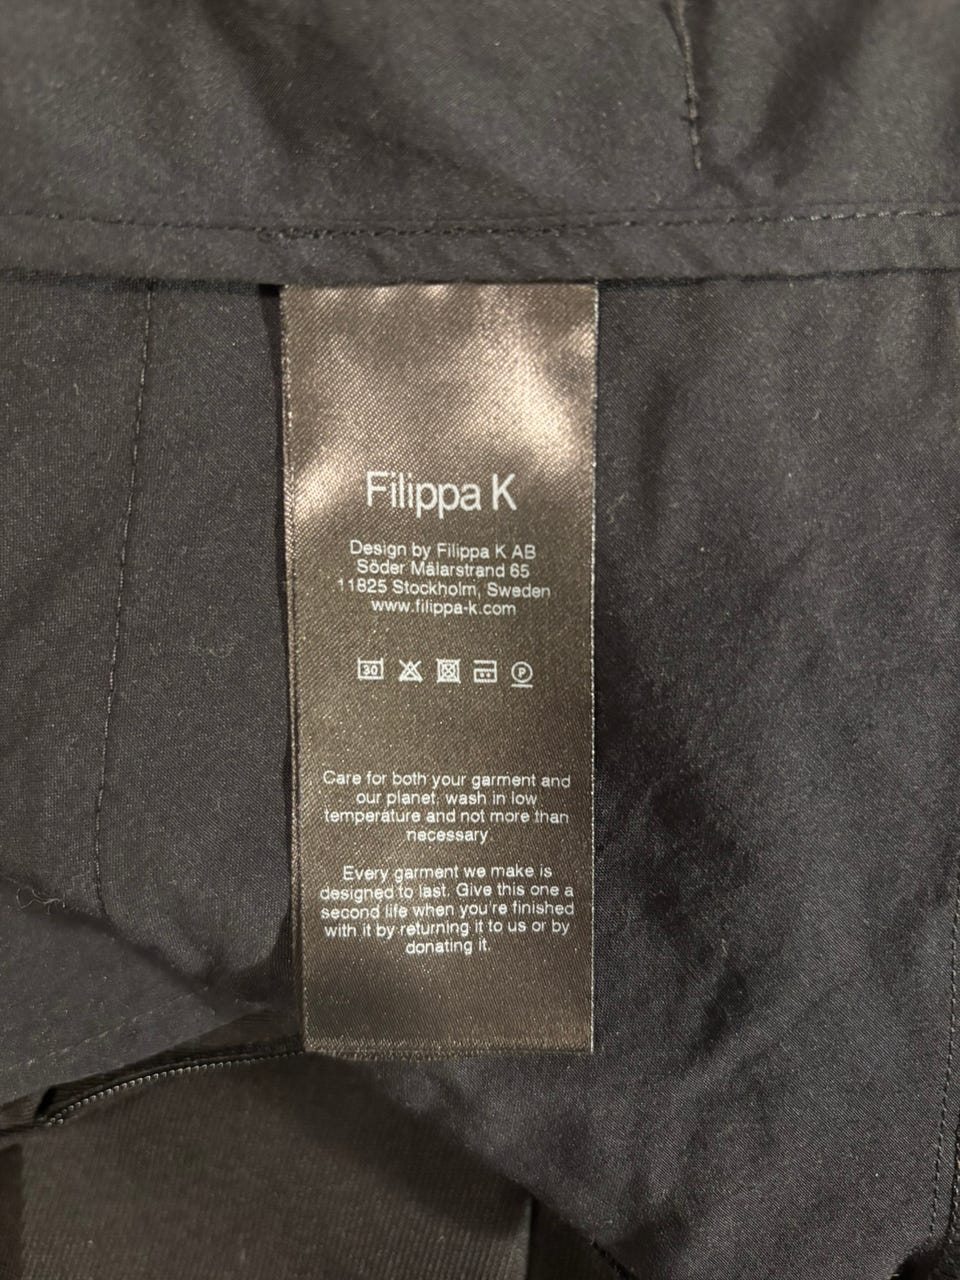 Filippa K
Design by Filippa K AB
Söder Mälarstrand 65
11825 Stockholm, Sweden
www.filippa-k.com
30
P
Care for both your garment and
our planet, wash in low
temperature and not more than
necessary.
Every garment we make is
designed to last. Give this one a
second life when you're finished
with it by returning it to us or by
donating it.